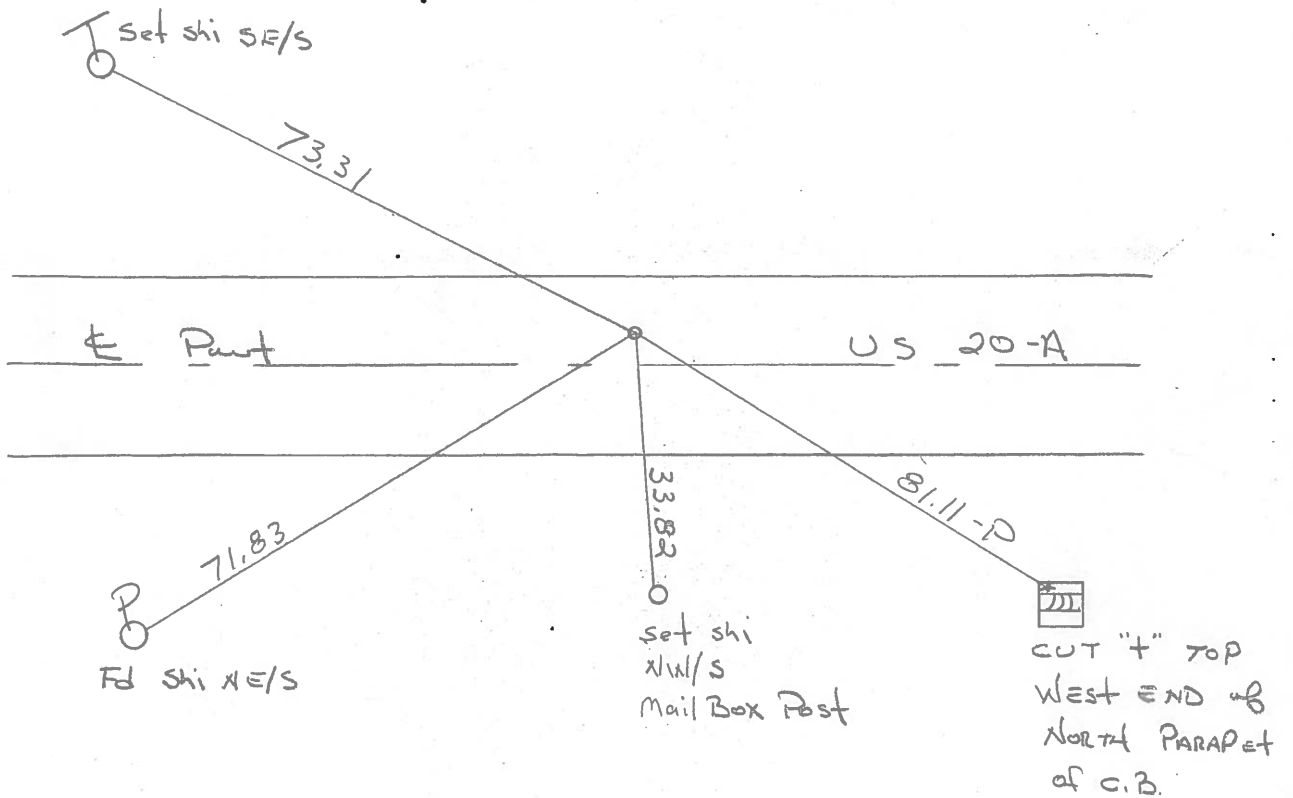 T
Set shi SE/S
73.31
℄ Pavt
US 20-A
71.83
33.82
81.11-P
P
Fd Shi NE/S
Set shi
NW/S
Mail Box Post
CUT "+" TOP
WEST END of
NORTH PARAPET
of C.B.